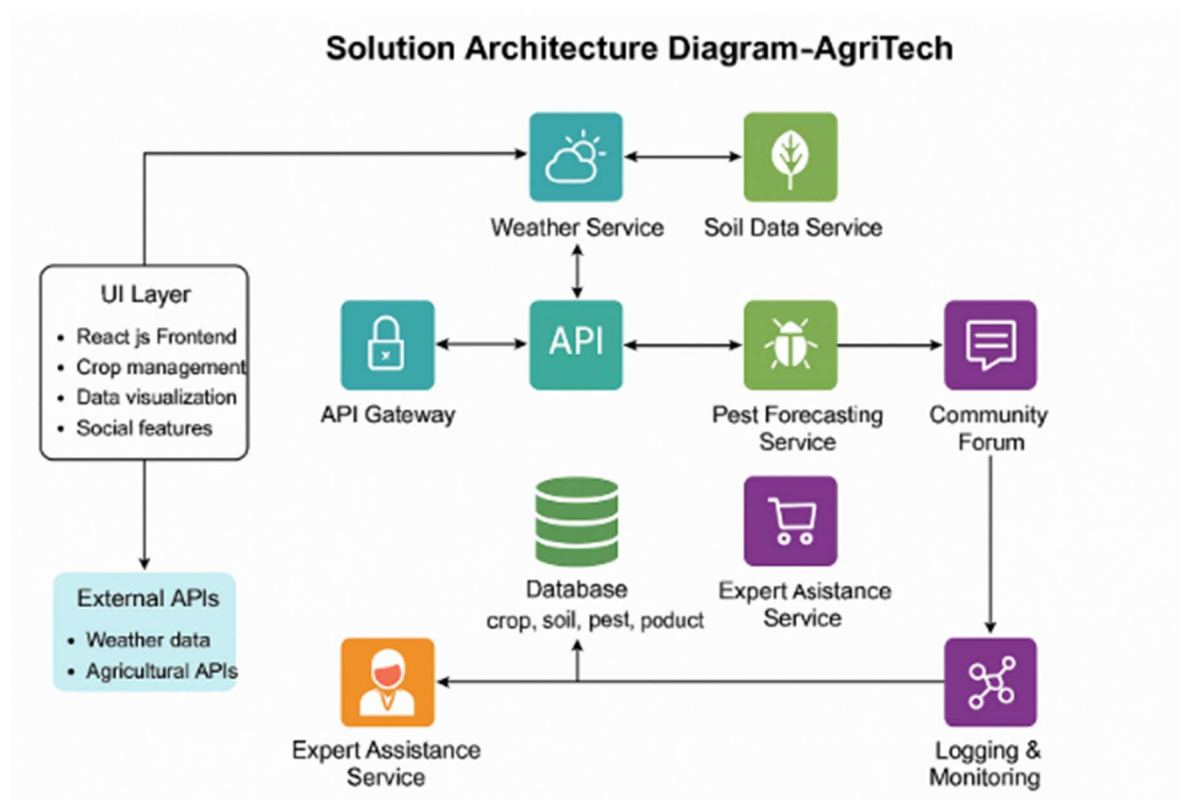 Solution Architecture Diagram-AgriTech
Weather Service
Soil Data Service
UI Layer
• React js Frontend
• Crop management
• Data visualization
• Social features
API
API Gateway
Pest Forecasting
Service
Community
Forum
Database
crop, soil, pest, poduct
Expert Asistance
Service
External APIs
• Weather data
• Agricultural APIs
Expert Assistance
Service
Logging &
Monitoring